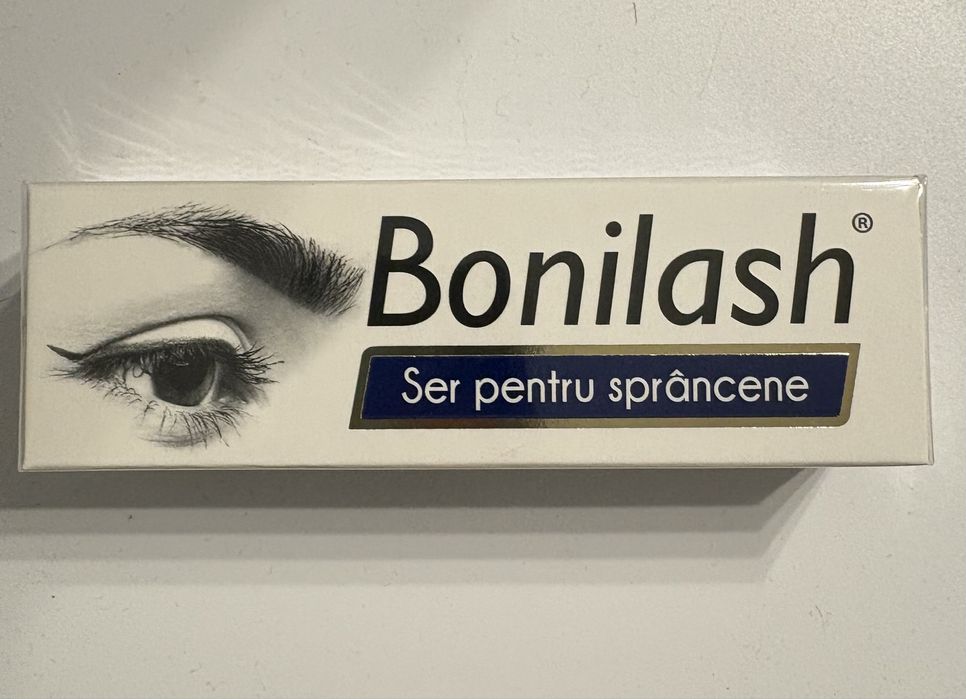 Bonilash®
Ser pentru sprâncene